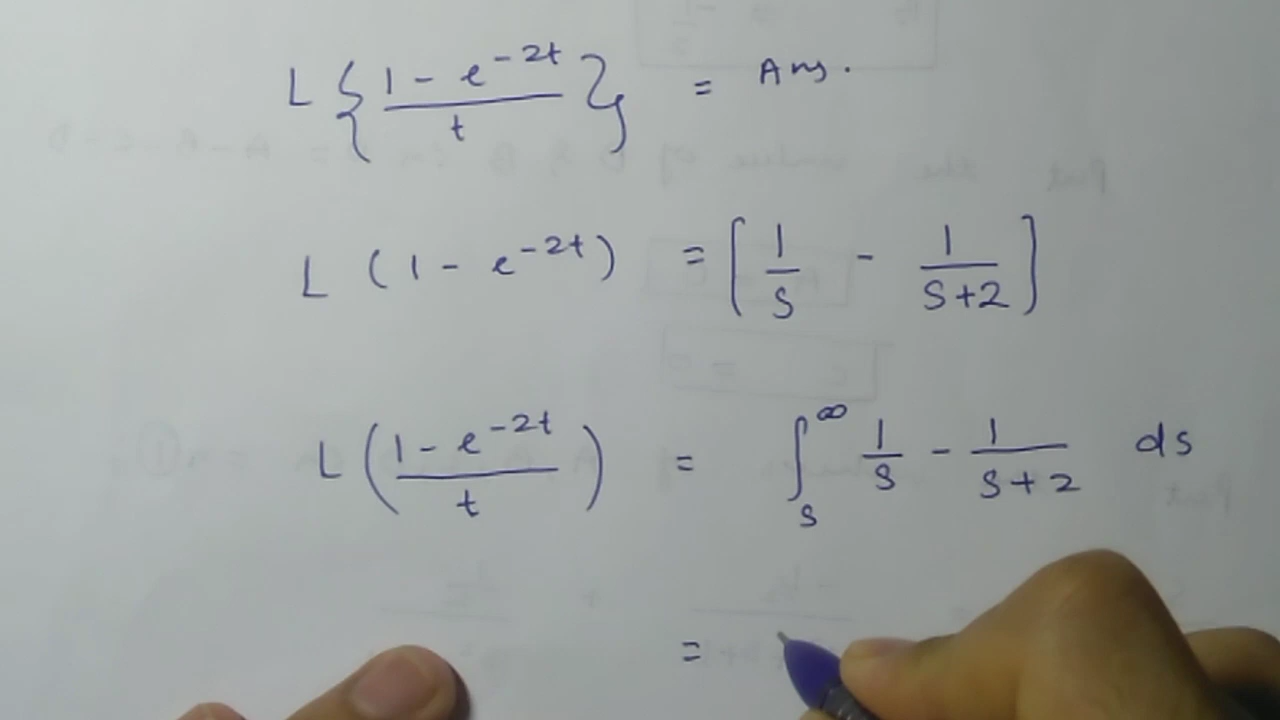 L { 1 - e^{-2t} / t } = Ans.
L (1 - e^{-2t}) = [ 1/s - 1/(s+2) ]
L ( 1 - e^{-2t} / t ) = ∫_s^∞ 1/s - 1/(s+2) ds
=